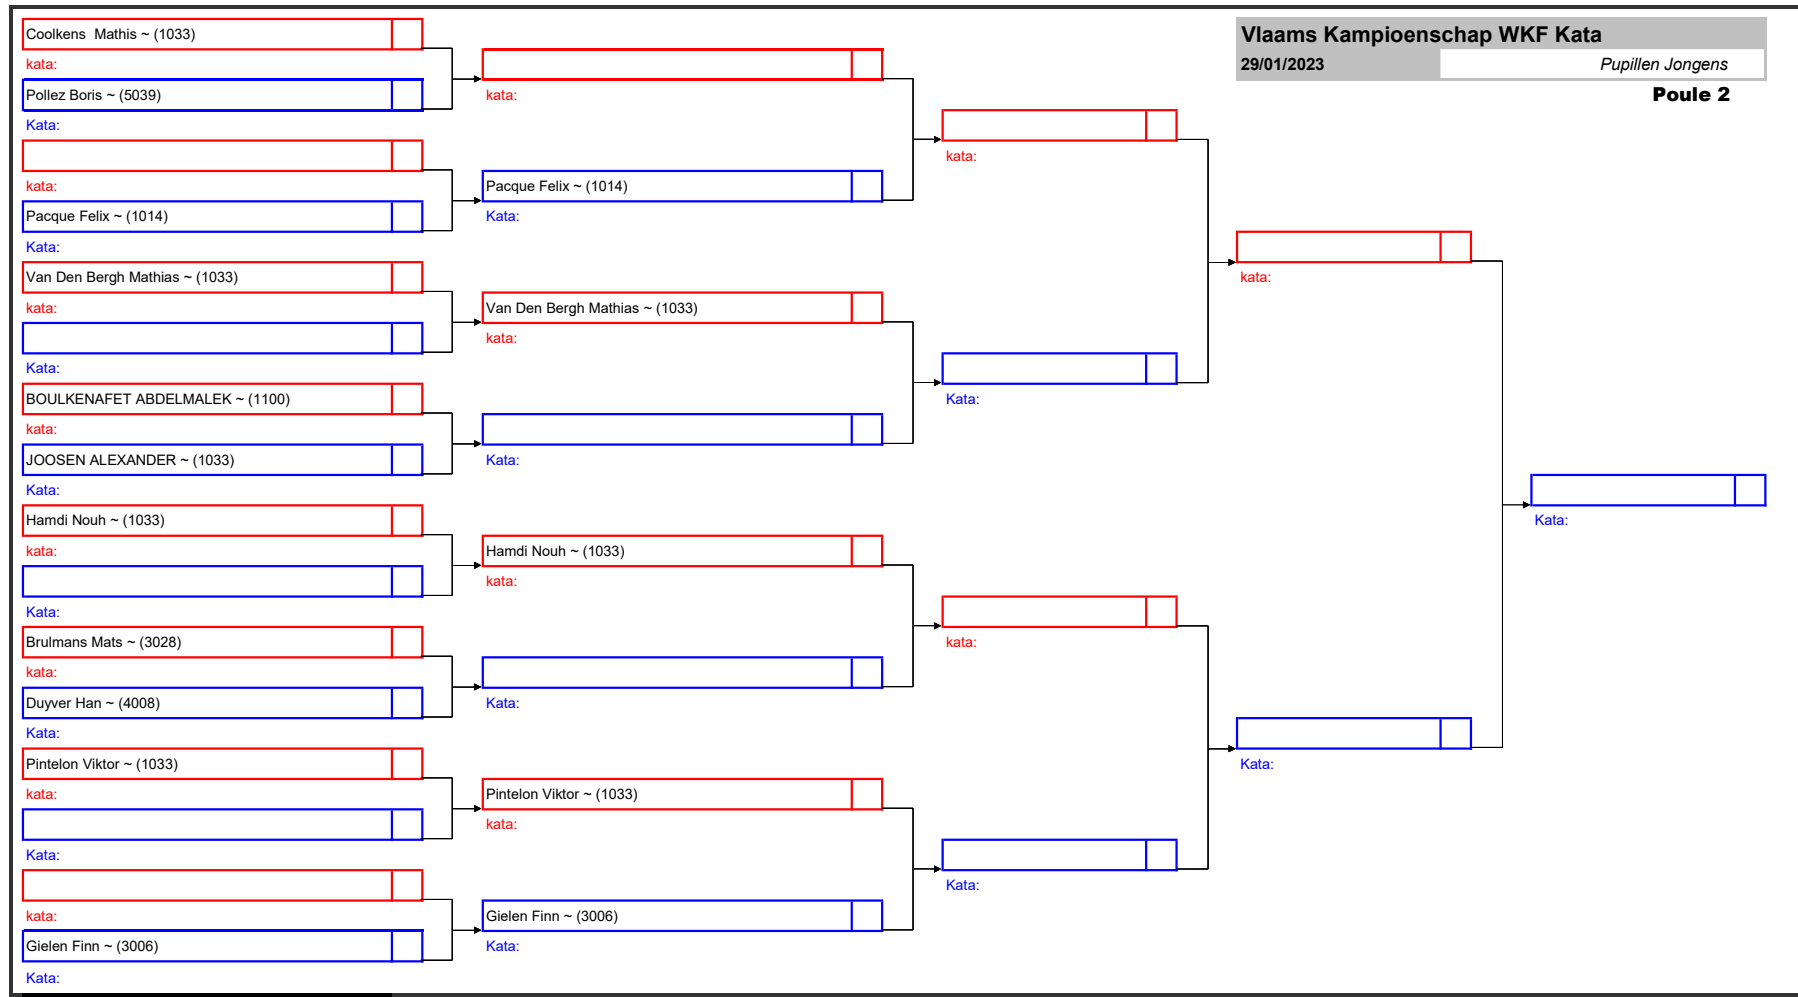 Coolkens  Mathis ~ (1033)
kata:
Pollez Boris ~ (5039)
Kata:
kata:
Pacque Felix ~ (1014)
Kata:
Van Den Bergh Mathias ~ (1033)
kata:
Kata:
BOULKENAFET ABDELMALEK ~ (1100)
kata:
JOOSEN ALEXANDER ~ (1033)
Kata:
Hamdi Nouh ~ (1033)
kata:
Kata:
Brulmans Mats ~ (3028)
kata:
Duyver Han ~ (4008)
Kata:
Pintelon Viktor ~ (1033)
kata:
Kata:
kata:
Gielen Finn ~ (3006)
Kata:
kata:
Pacque Felix ~ (1014)
Kata:
Van Den Bergh Mathias ~ (1033)
kata:
Kata:
Hamdi Nouh ~ (1033)
kata:
Kata:
Pintelon Viktor ~ (1033)
kata:
Gielen Finn ~ (3006)
Kata:
kata:
Kata:
kata:
Kata:
Vlaams Kampioenschap WKF Kata
29/01/2023 Pupillen Jongens
Poule 2
kata:
Kata:
Kata: